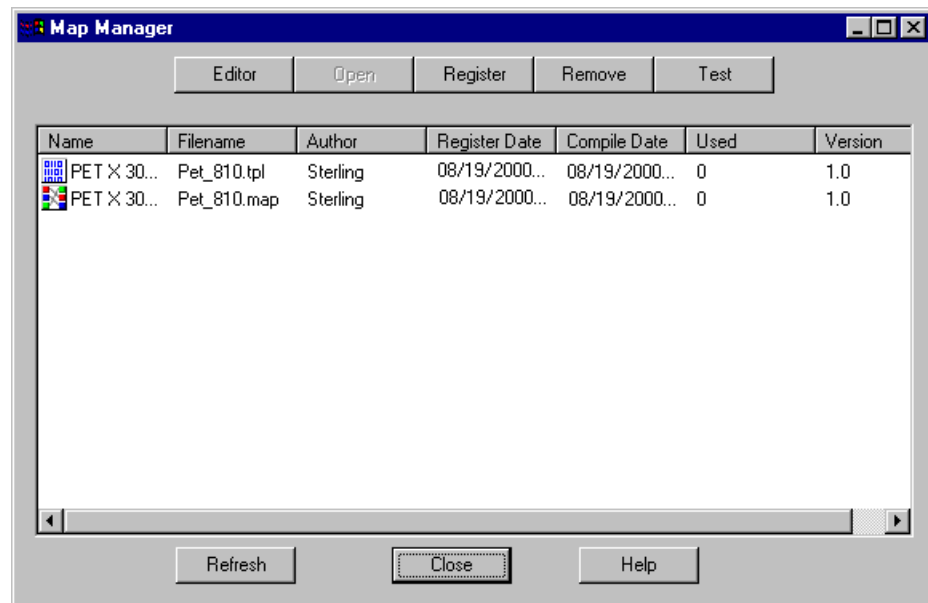 Map Manager
Editor Open Register Remove Test
Name Filename Author Register Date Compile Date Used Version
PET X 30... Pet_810.tpl Sterling 08/19/2000... 08/19/2000... 0 1.0
PET X 30... Pet_810.map Sterling 08/19/2000... 08/19/2000... 0 1.0
Refresh Close Help